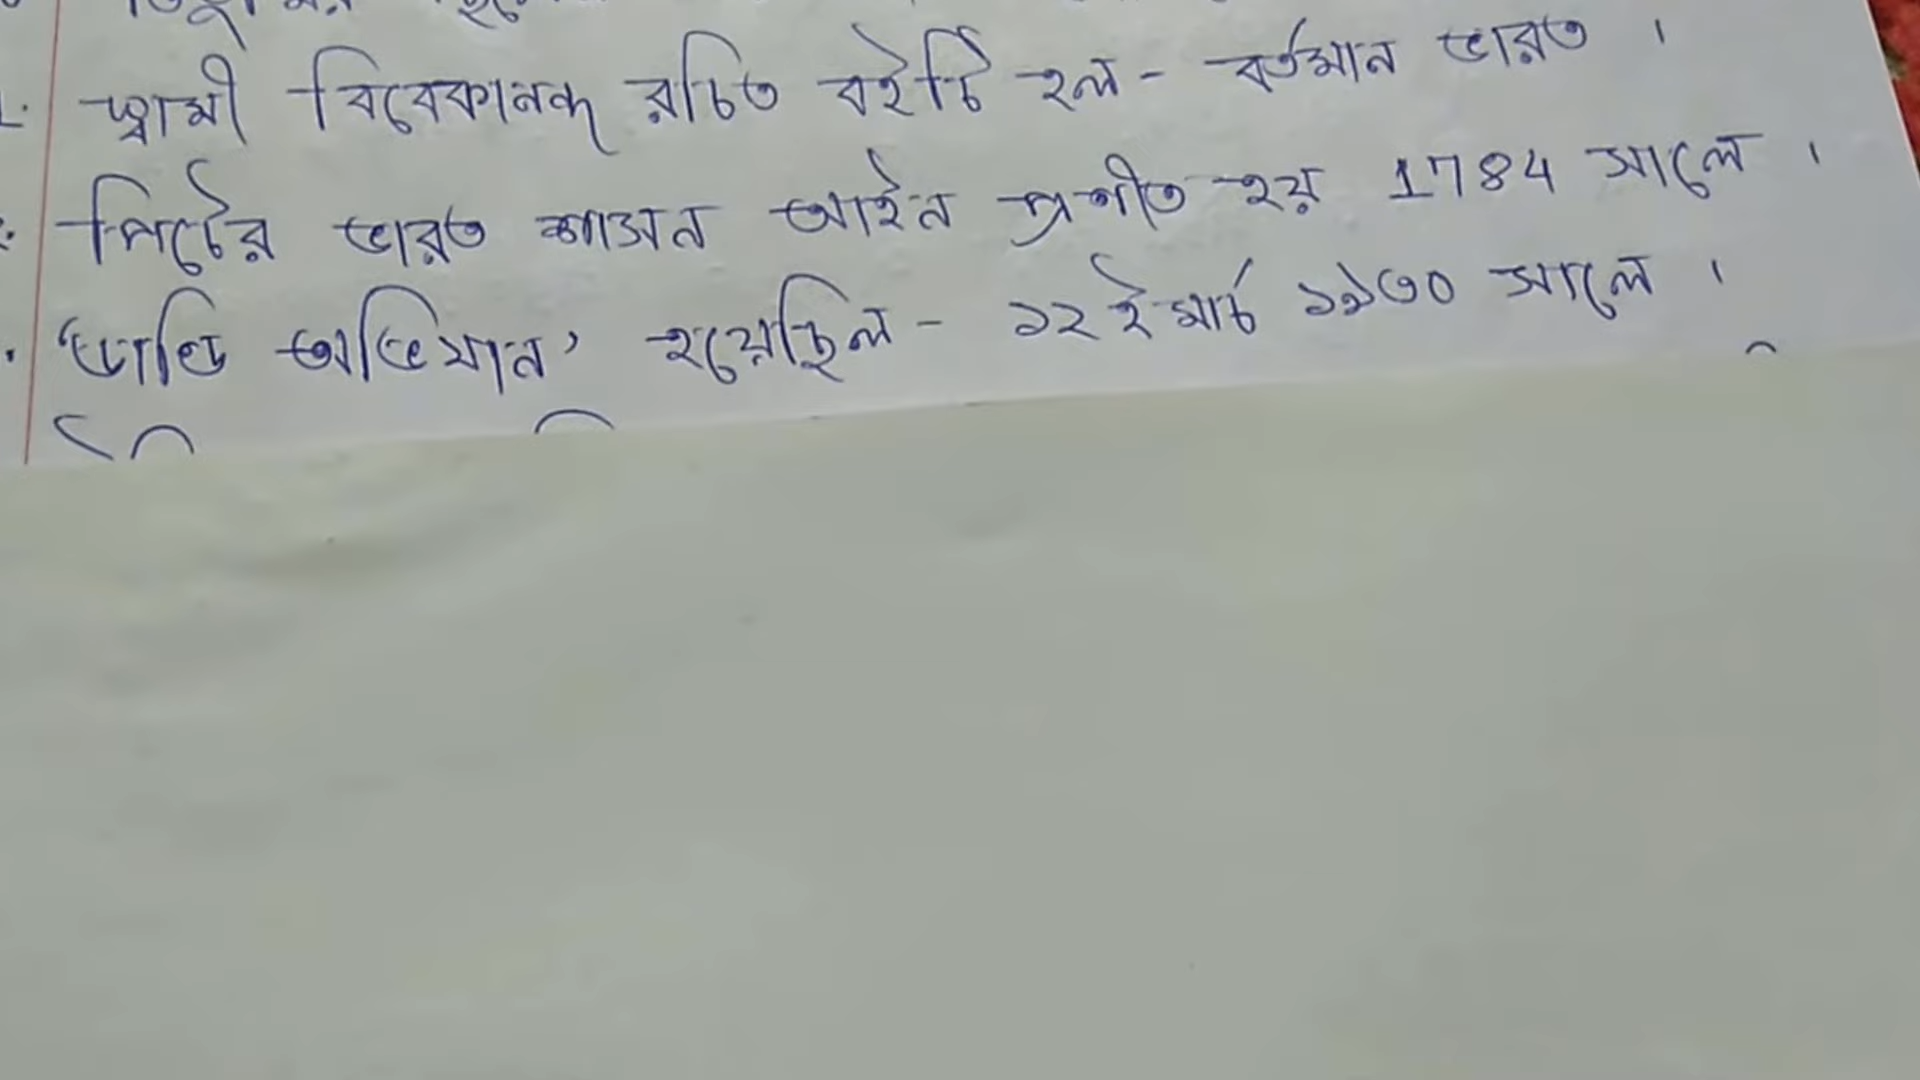 স্বামী বিবেকানন্দ রচিত বইটি হল - বর্তমান ভারত ।
পিটের ভারত শাসন আইন প্রণীত হয় 1784 সালে ।
‘ডান্ডি অভিযান’ হয়েছিল - ১২ই মার্চ ১৯৩০ সালে ।